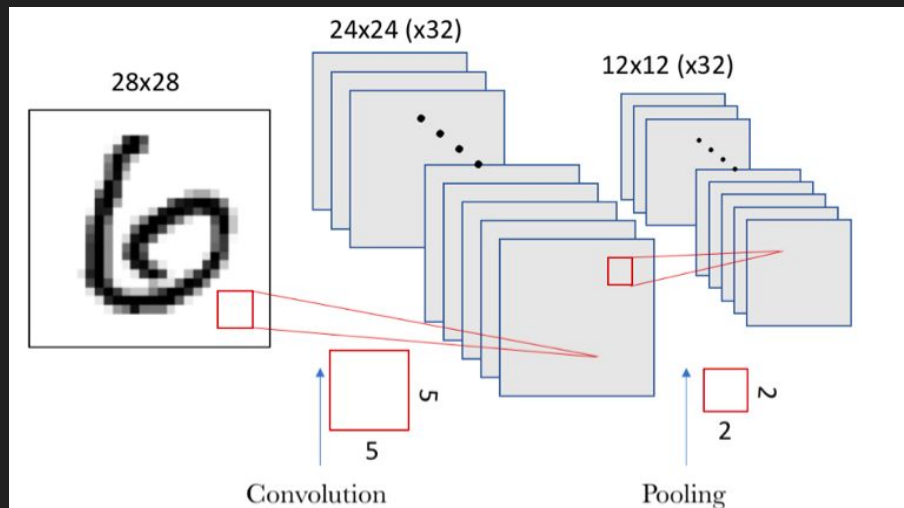 28x28
24x24 (x32)
12x12 (x32)
5
5
2
2
Convolution
Pooling